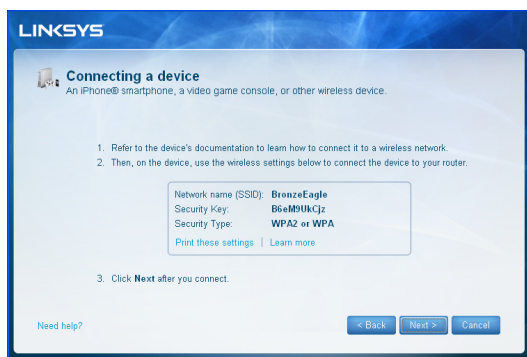 LINKSYS
Connecting a device
An iPhone® smartphone, a video game console, or other wireless device.
1. Refer to the device's documentation to learn how to connect it to a wireless network.
2. Then, on the device, use the wireless settings below to connect the device to your router.
Network name (SSID): BronzeEagle
Security Key: B6eM9UkCjz
Security Type: WPA2 or WPA
Print these settings | Learn more
3. Click Next after you connect.
Need help? < Back Next > Cancel